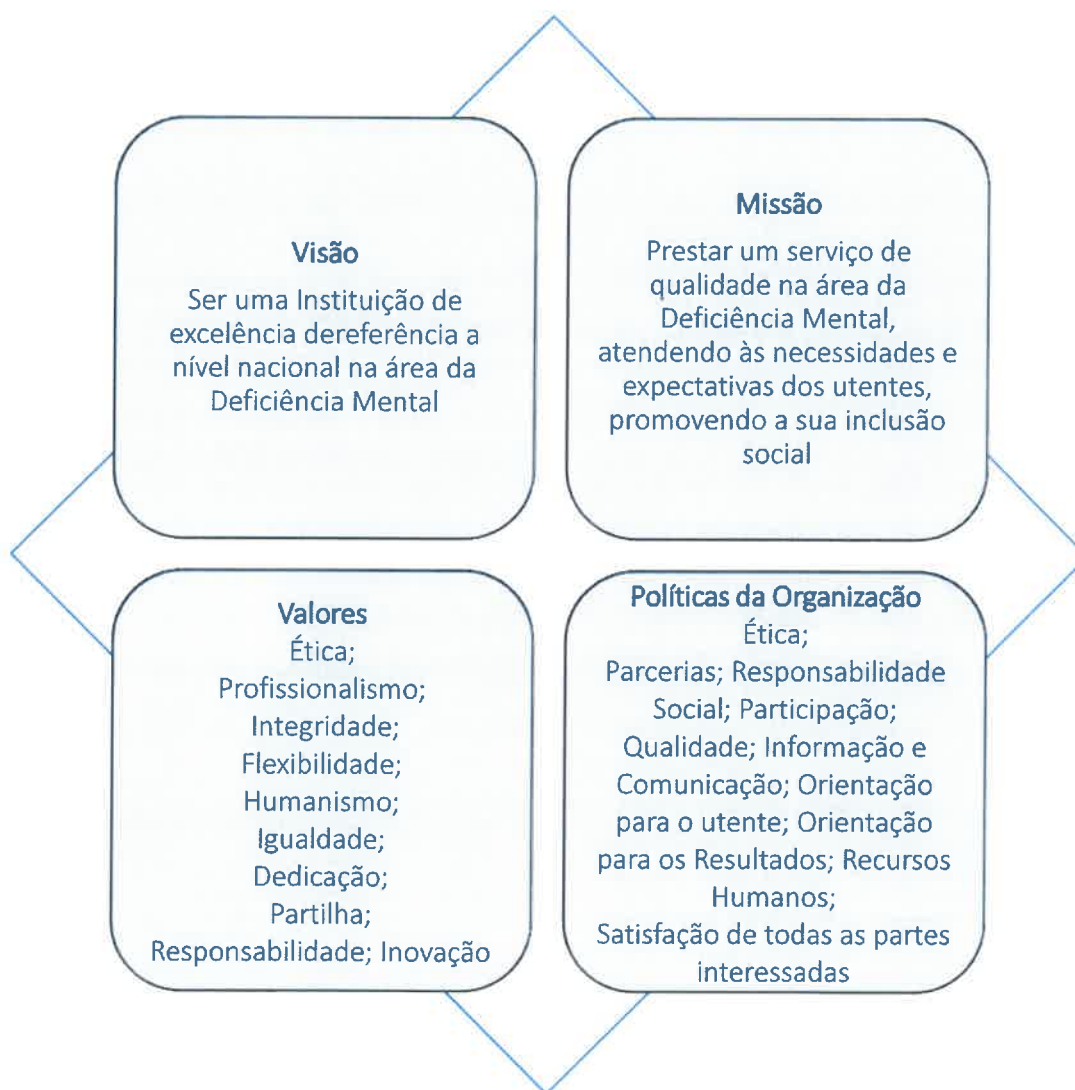 Visão
Ser uma Instituição de
excelência dereferência a
nível nacional na área da
Deficiência Mental
Missão
Prestar um serviço de
qualidade na área da
Deficiência Mental,
atendendo às necessidades e
expectativas dos utentes,
promovendo a sua inclusão
social
Valores
Ética;
Profissionalismo;
Integridade;
Flexibilidade;
Humanismo;
Igualdade;
Dedicação;
Partilha;
Responsabilidade; Inovação
Políticas da Organização
Ética;
Parcerias; Responsabilidade
Social; Participação;
Qualidade; Informação e
Comunicação; Orientação
para o utente; Orientação
para os Resultados; Recursos
Humanos;
Satisfação de todas as partes
interessadas